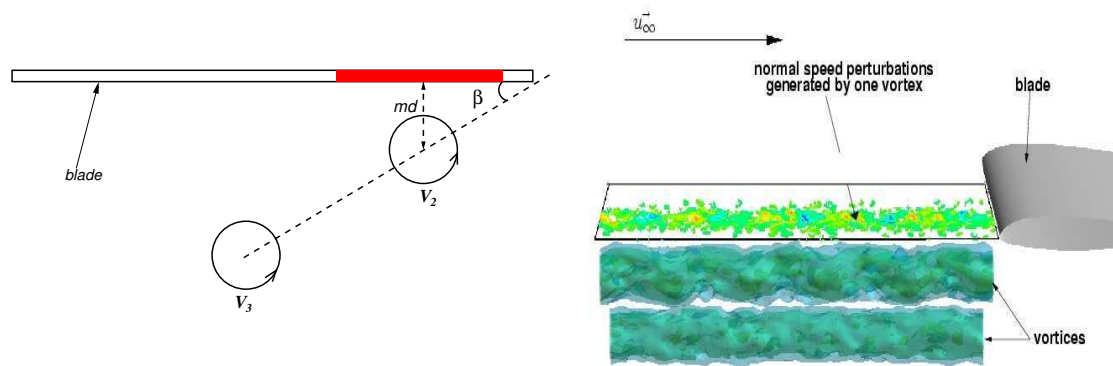 md
β
blade
V₂
V₃
u⃗∞
normal speed perturbations
generated by one vortex
blade
vortices